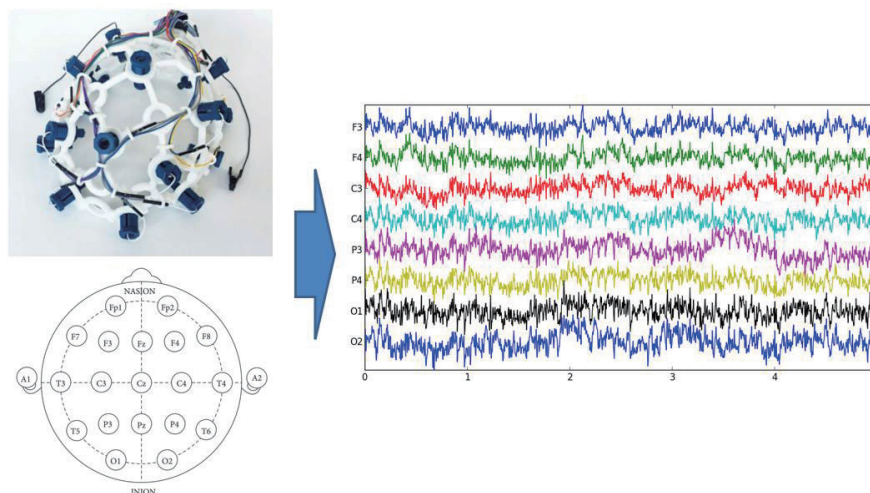 NASION
Fp1 Fp2
F7 F3 Fz F4 F8
A1 T3 C3 Cz C4 T4 A2
T5 P3 Pz P4 T6
O1 O2
INION
F3
F4
C3
C4
P3
P4
O1
O2
0 1 2 3 4